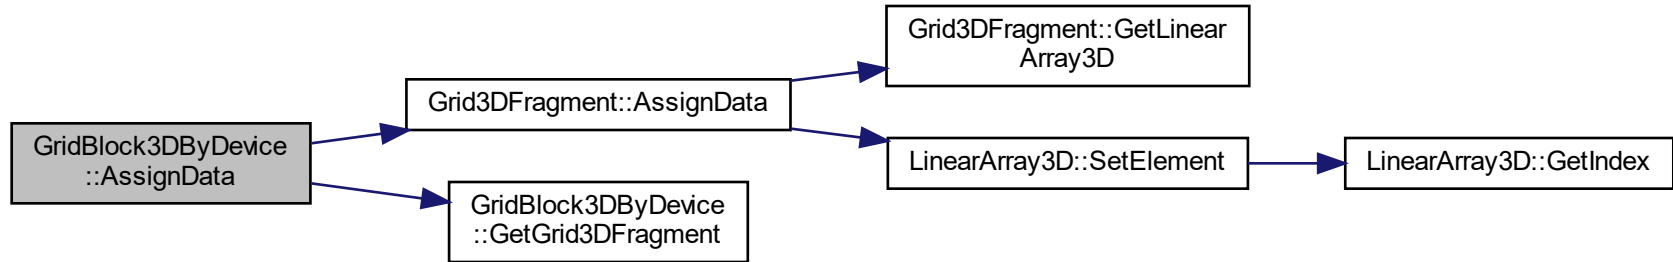 GridBlock3DByDevice
::AssignData
Grid3DFragment::AssignData
GridBlock3DByDevice
::GetGrid3DFragment
Grid3DFragment::GetLinear
Array3D
LinearArray3D::SetElement
LinearArray3D::GetIndex